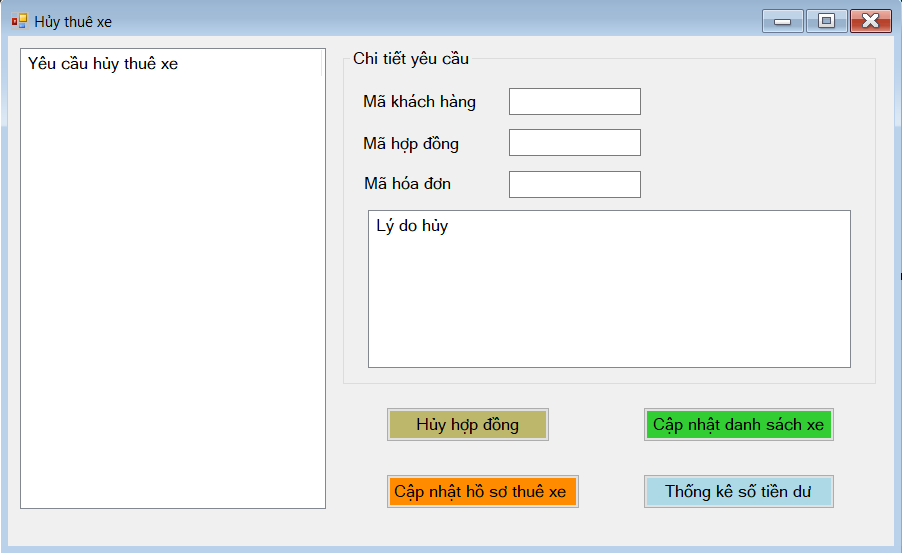 Hủy thuê xe
Yêu cầu hủy thuê xe
Chi tiết yêu cầu
Mã khách hàng
Mã hợp đồng
Mã hóa đơn
Lý do hủy
Hủy hợp đồng
Cập nhật danh sách xe
Cập nhật hồ sơ thuê xe
Thống kê số tiền dư